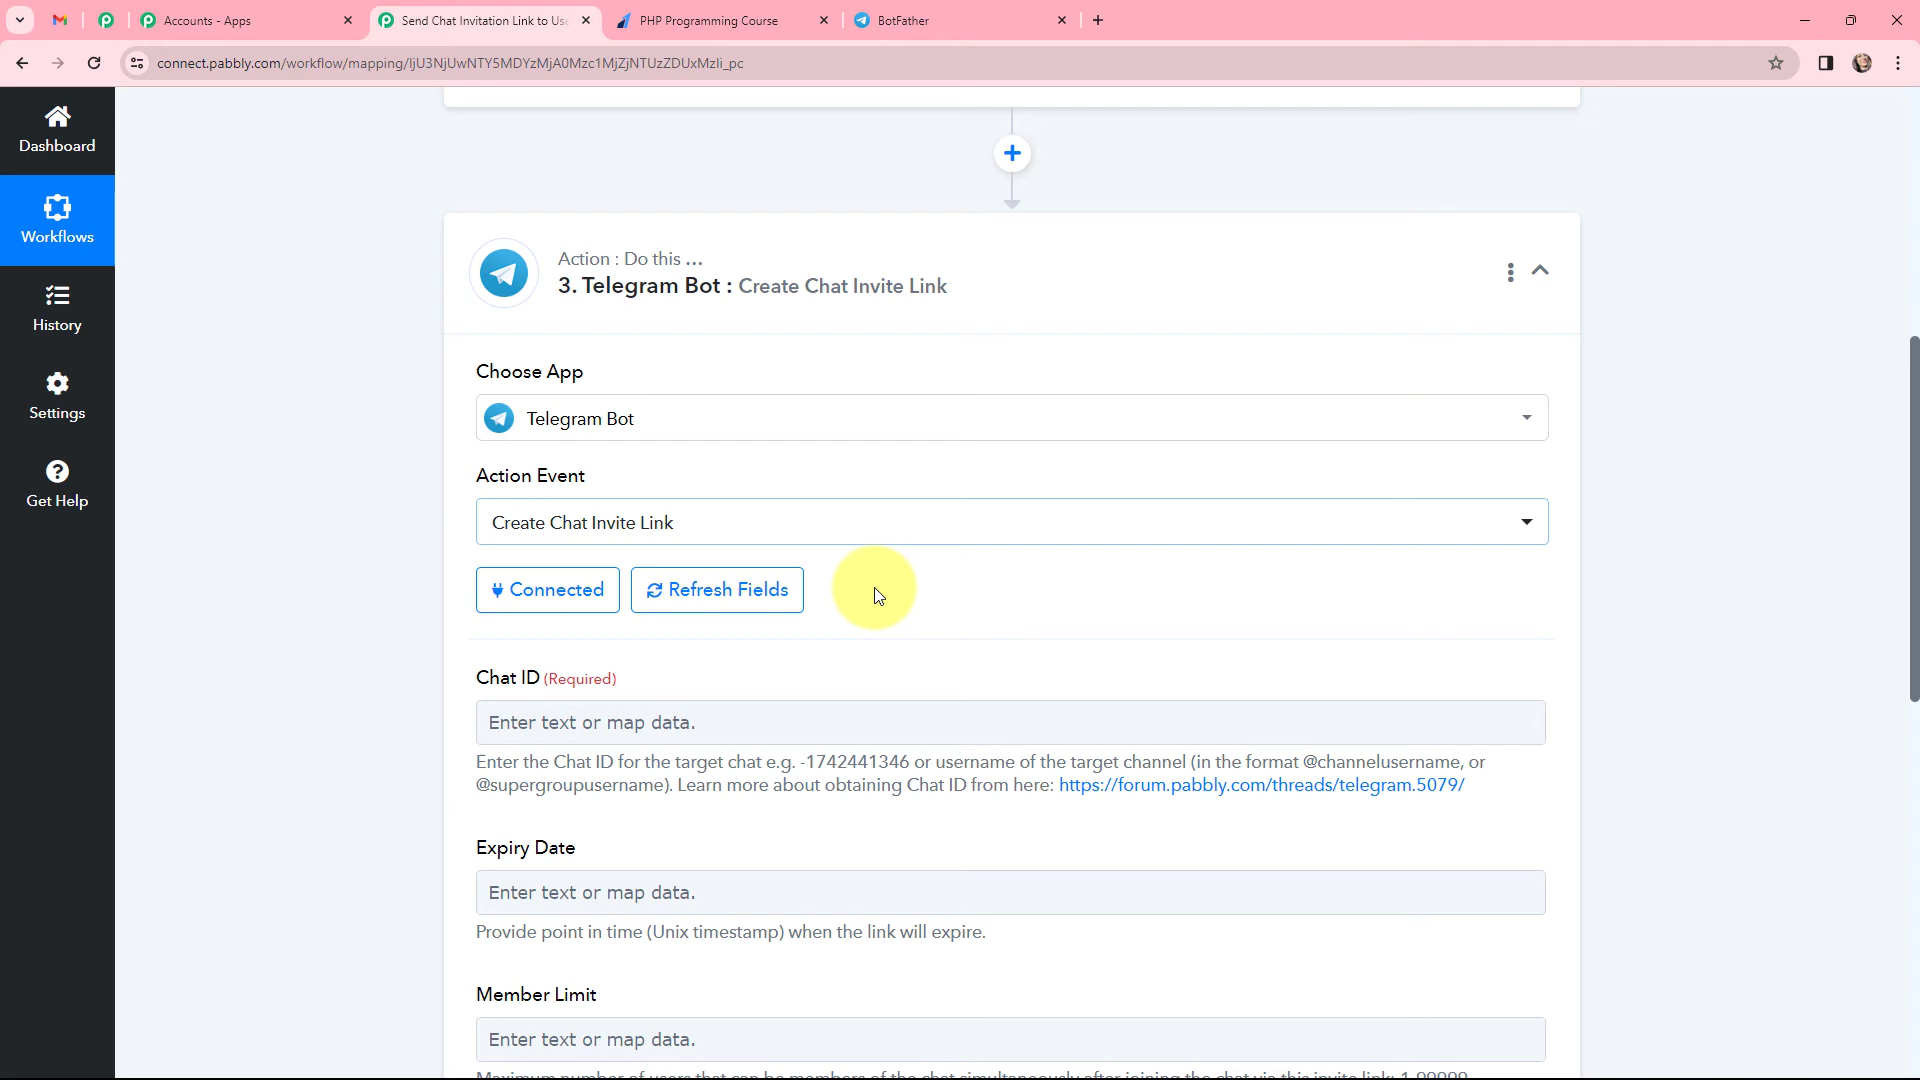 Accounts - Apps
Send Chat Invitation Link to Use
PHP Programming Course
BotFather
connect.pabbly.com/workflow/mapping/IjU3NjUwNTY5MDYzMjA0Mzc1MjZjNTUzZDUxMzIi_pc
Dashboard
Workflows
History
Settings
Get Help
Action : Do this ...
3. Telegram Bot : Create Chat Invite Link
Choose App
Telegram Bot
Action Event
Create Chat Invite Link
Connected
Refresh Fields
Chat ID (Required)
Enter text or map data.
Enter the Chat ID for the target chat e.g. -1742441346 or username of the target channel (in the format @channelusername, or
@supergroupusername). Learn more about obtaining Chat ID from here: https://forum.pabbly.com/threads/telegram.5079/
Expiry Date
Enter text or map data.
Provide point in time (Unix timestamp) when the link will expire.
Member Limit
Enter text or map data.
Maximum number of users that can be members of the chat simultaneously after joining the chat via this invite link; 1-99999